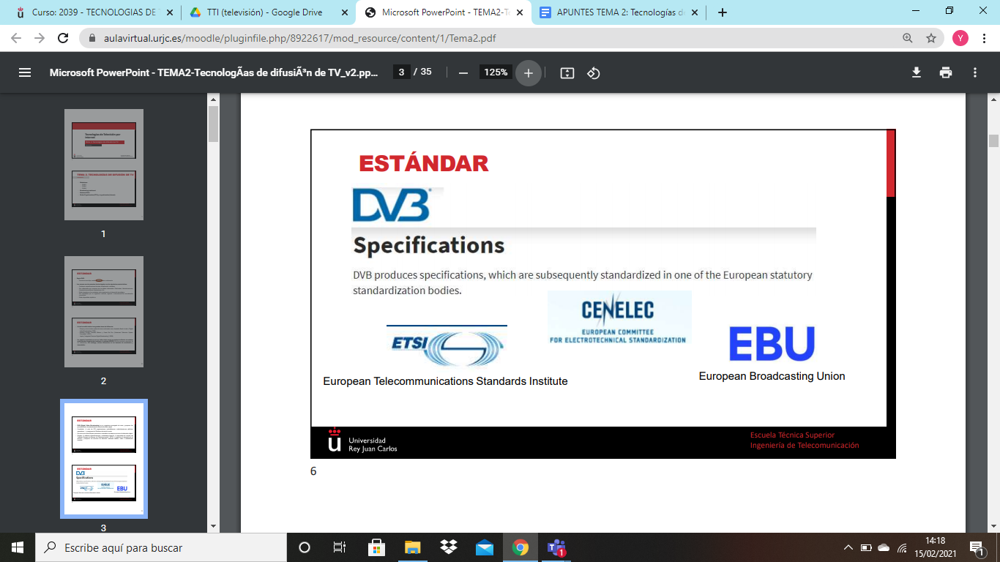 Curso: 2039 - TECNOLOGIAS DE T
TTI (televisión) - Google Drive
Microsoft PowerPoint - TEMA2-Te
APUNTES TEMA 2: Tecnologías de
aulavirtual.urjc.es/moodle/pluginfile.php/8922617/mod_resource/content/1/Tema2.pdf
Y
Microsoft PowerPoint - TEMA2-TecnologÃas de difusiÃ³n de TV_v2.pp...
3 / 35
125%
1
2
3
ESTÁNDAR
DVB
Specifications
DVB produces specifications, which are subsequently standardized in one of the European statutory
standardization bodies.
CENELEC
EUROPEAN COMMITTEE
FOR ELECTROTECHNICAL STANDARDIZATION
ETSI
EBU
European Telecommunications Standards Institute
European Broadcasting Union
ü Universidad
Rey Juan Carlos
Escuela Técnica Superior
Ingeniería de Telecomunicación
6
Escribe aquí para buscar
1
14:18
15/02/2021
1